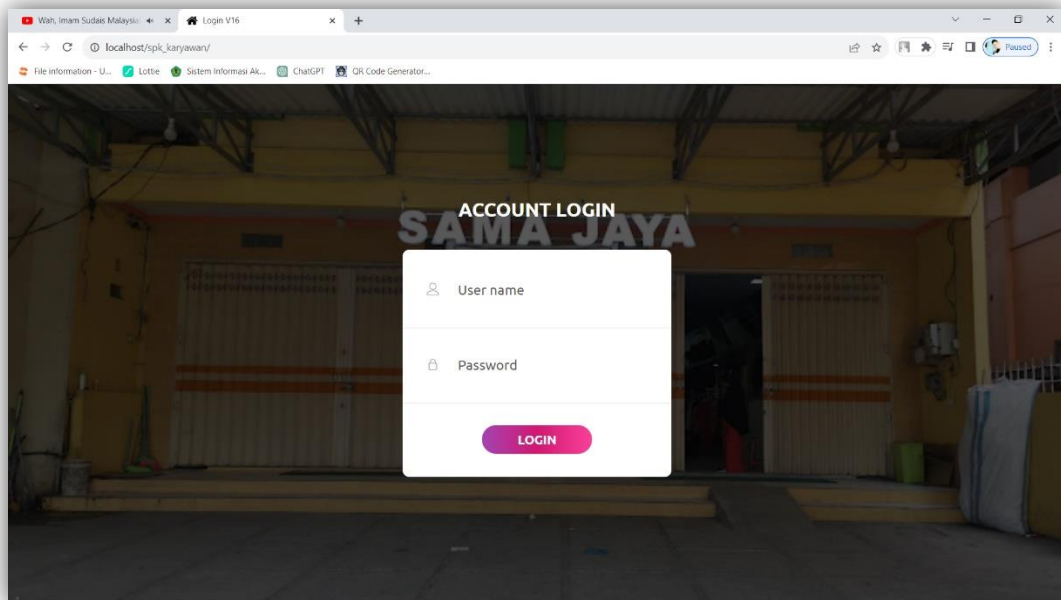 Wah, Imam Sudais Malaysia
Login V16
localhost/spk_karyawan/
Paused
File information - U...
Lottie
Sistem Informasi Ak...
ChatGPT
QR Code Generator...
ACCOUNT LOGIN
SAMA JAYA
User name
Password
LOGIN